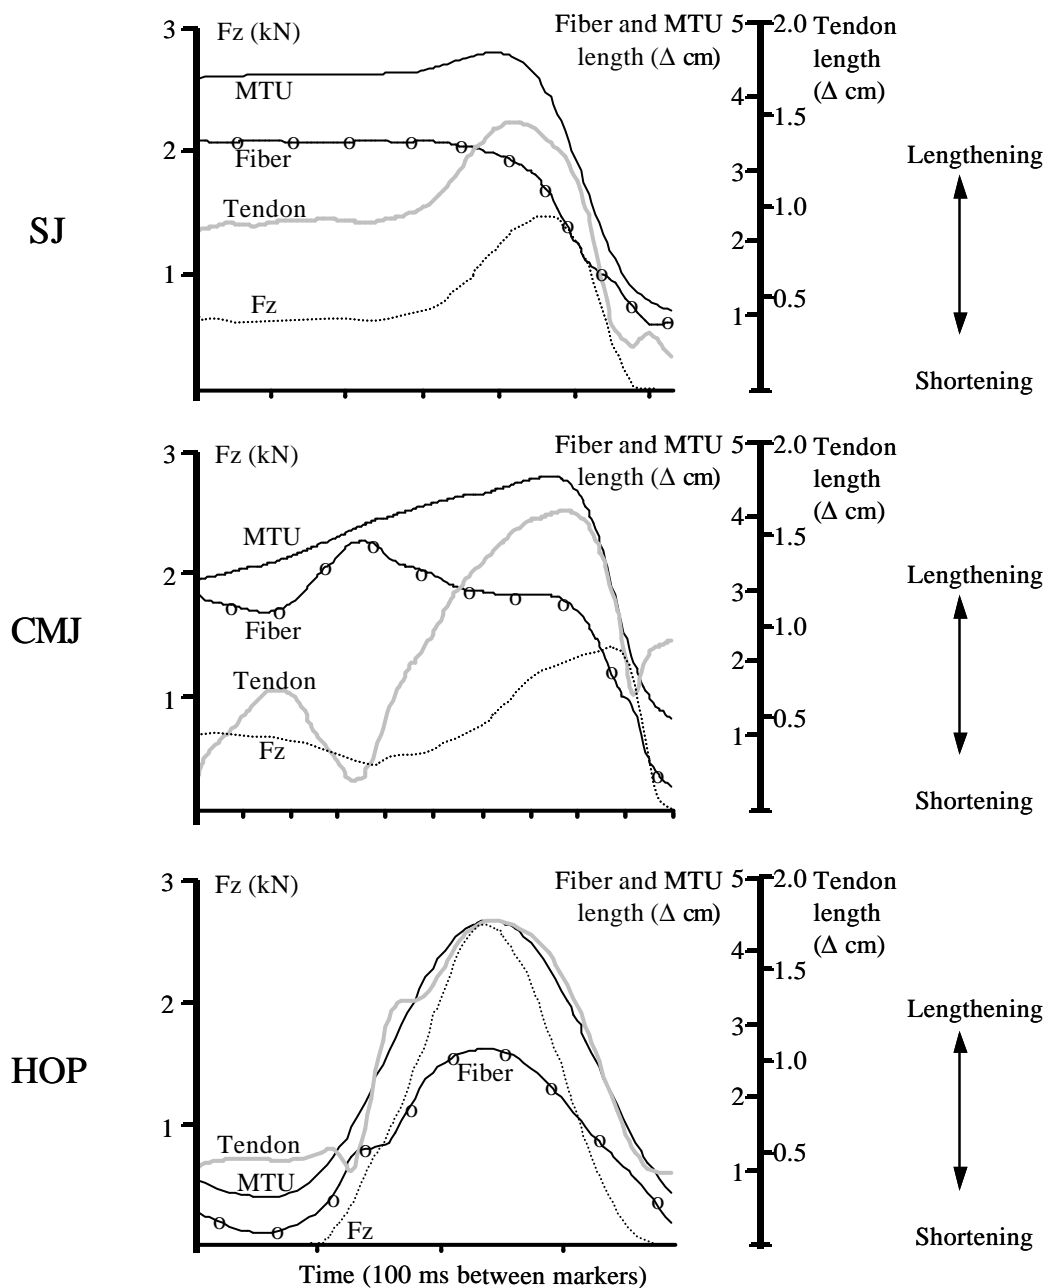 3 Fz (kN) Fiber and MTU 5 2.0 Tendon
length (Δ cm) length
MTU 4 (Δ cm)
1.5
2 Fiber 3 Lengthening
Tendon 1.0
SJ 2
1 Fz 0.5
1
Shortening
3 Fz (kN) Fiber and MTU 5 2.0 Tendon
length (Δ cm) length
MTU 4 (Δ cm)
1.5
2 3 Lengthening
CMJ Fiber 1.0
Tendon 2
1 Fz 0.5
1
Shortening
3 Fz (kN) Fiber and MTU 5 2.0 Tendon
length (Δ cm) length
4 (Δ cm)
1.5
2 3 Lengthening
HOP Fiber 1.0
2
1 Tendon 0.5
MTU 1
Fz Shortening
Time (100 ms between markers)